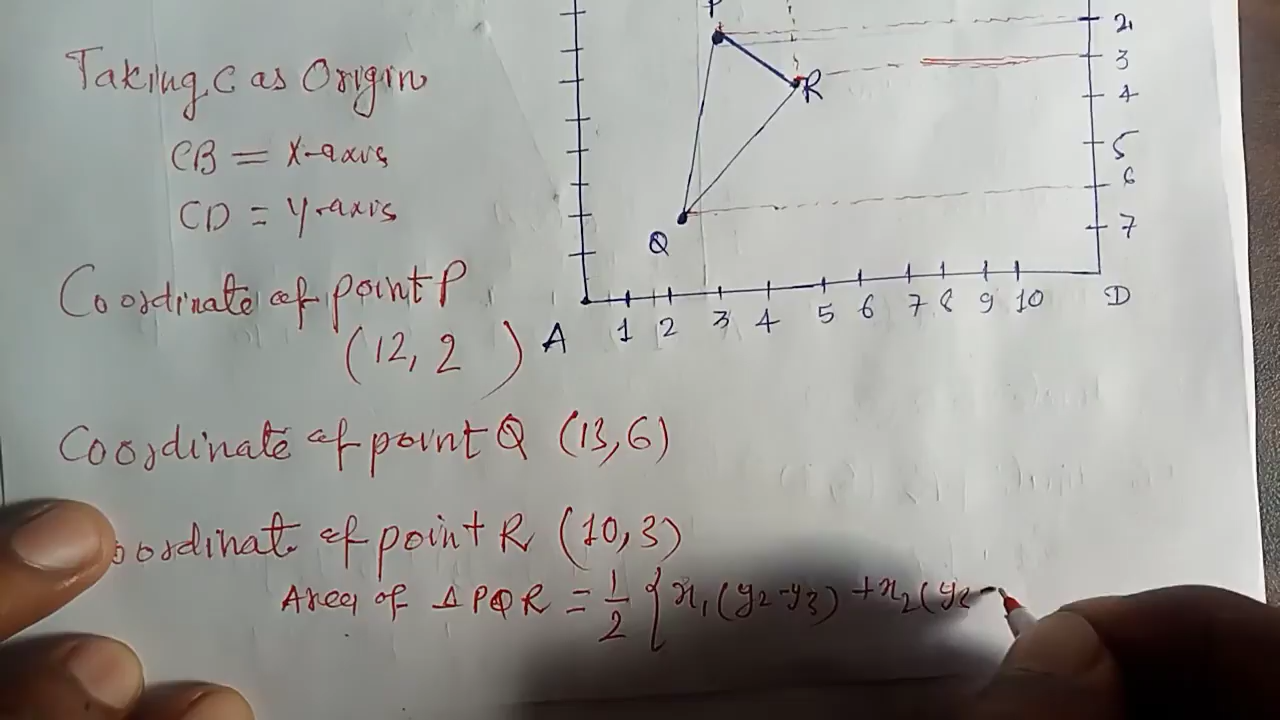 Taking C as Origin
CB = X-axis
CD = Y-axis
Coordinate of point P
(12, 2 )
Coordinate of point Q (13,6)
oordinate of point R (10,3)
Area of Δ PQR = 1/2 { x₁(y₂-y₃) +x₂(y₂-
P
R
Q
2
3
4
5
6
7
A
1 2 3 4 5 6 7 8 9 10 D